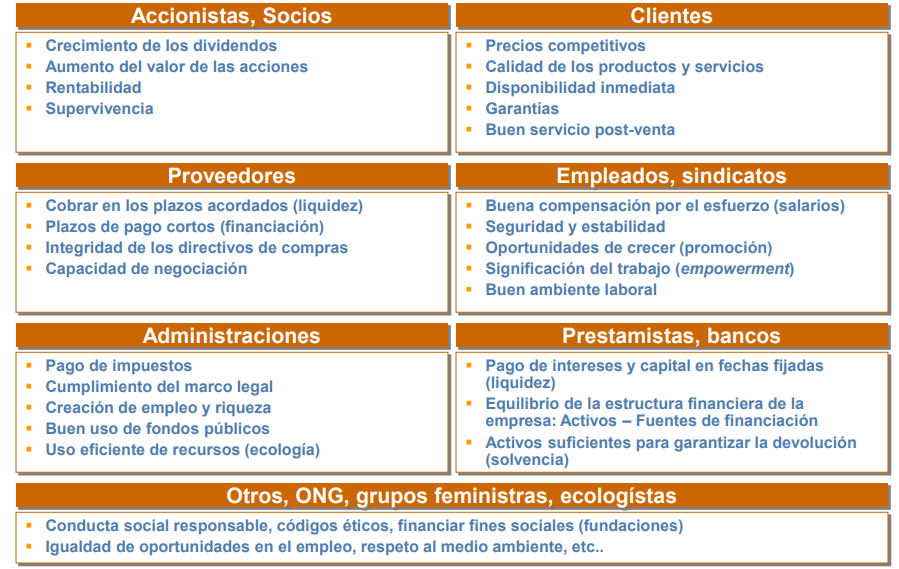 Accionistas, Socios
Crecimiento de los dividendos
Aumento del valor de las acciones
Rentabilidad
Supervivencia
Clientes
Precios competitivos
Calidad de los productos y servicios
Disponibilidad inmediata
Garantías
Buen servicio post-venta
Proveedores
Cobrar en los plazos acordados (liquidez)
Plazos de pago cortos (financiación)
Integridad de los directivos de compras
Capacidad de negociación
Empleados, sindicatos
Buena compensación por el esfuerzo (salarios)
Seguridad y estabilidad
Oportunidades de crecer (promoción)
Significación del trabajo (empowerment)
Buen ambiente laboral
Administraciones
Pago de impuestos
Cumplimiento del marco legal
Creación de empleo y riqueza
Buen uso de fondos públicos
Uso eficiente de recursos (ecología)
Prestamistas, bancos
Pago de intereses y capital en fechas fijadas
(liquidez)
Equilibrio de la estructura financiera de la
empresa: Activos – Fuentes de financiación
Activos suficientes para garantizar la devolución
(solvencia)
Otros, ONG, grupos feministras, ecologístas
Conducta social responsable, códigos éticos, financiar fines sociales (fundaciones)
Igualdad de oportunidades en el empleo, respeto al medio ambiente, etc..